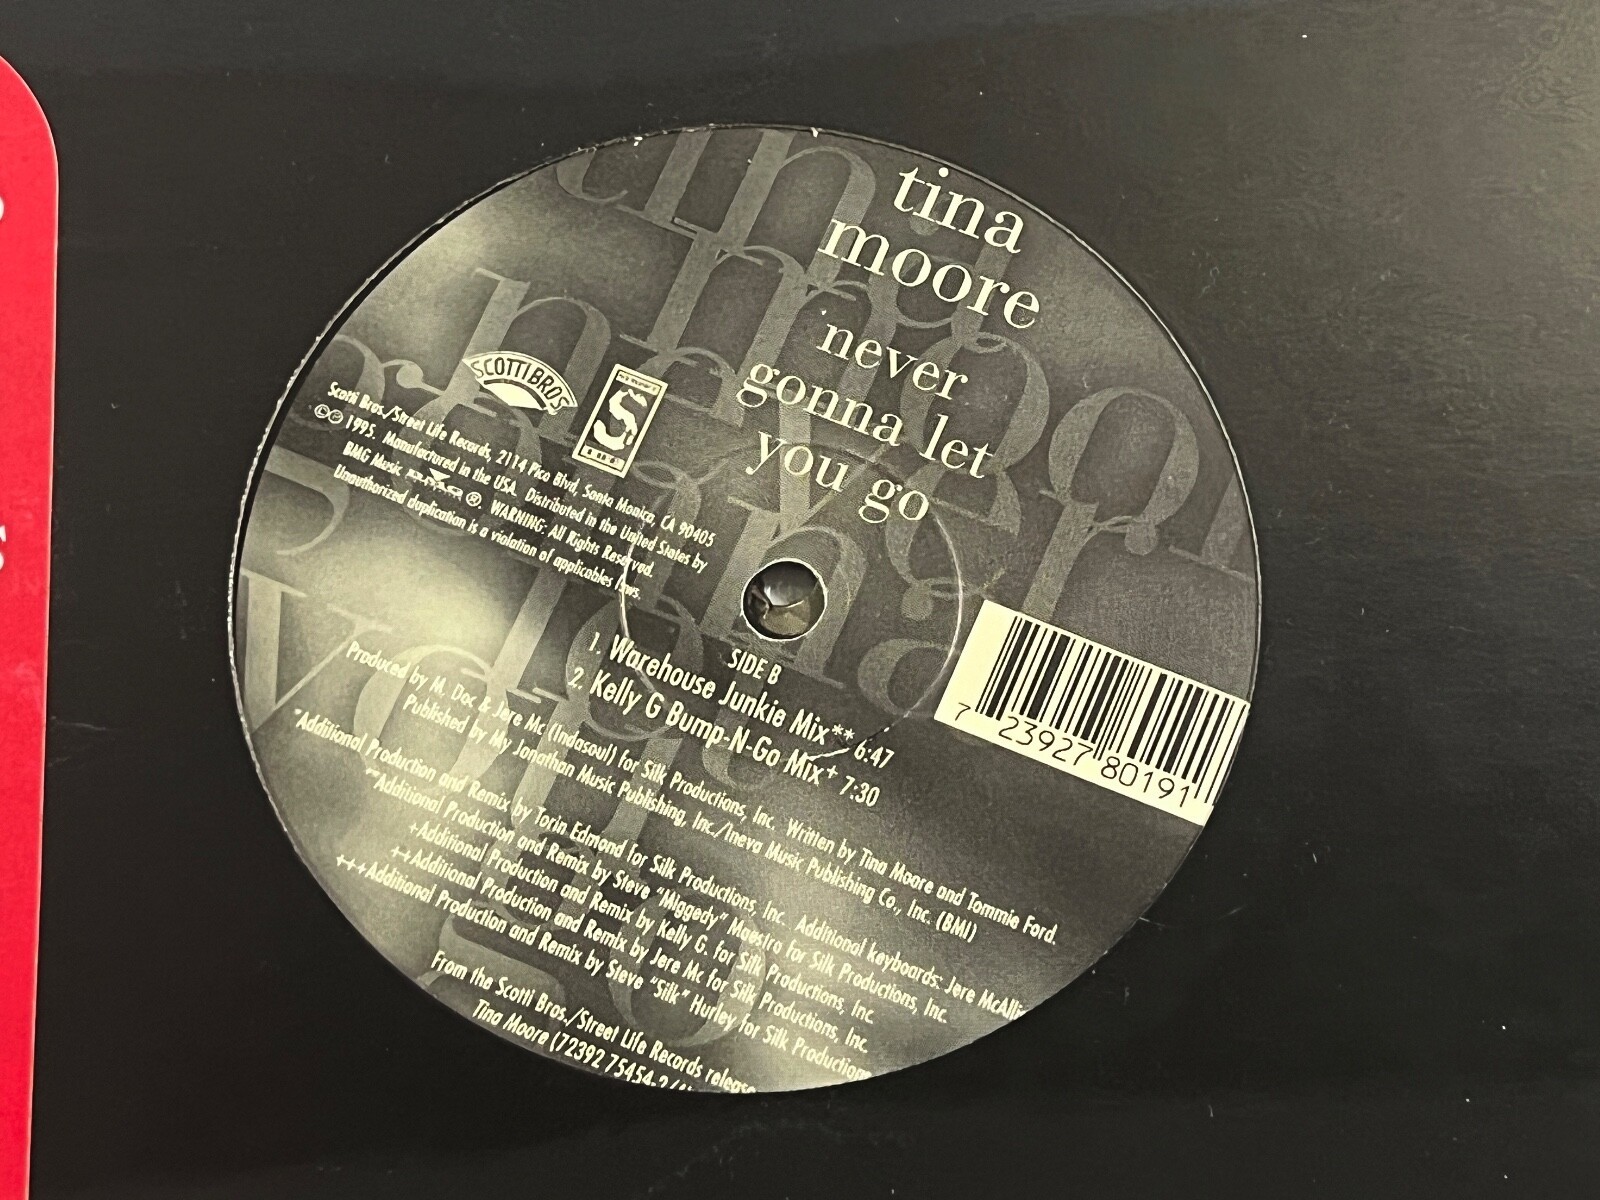 tina
moore
never
gonna let
you go
SCOTTI BROS
S
Scotti Bros./Street Life Records, 2114 Pico Blvd, Santa Monica, CA 90405
©℗ 1995. Manufactured in the USA. Distributed in the United States by
BMG Music BMG ®. WARNING: All Rights Reserved.
Unauthorized duplication is a violation of applicables laws.
SIDE B
1. Warehouse Junkie Mix** 6:47
2. Kelly G Bump-N-Go Mix+ 7:30
7 23927 80191
Produced by M. Doc & Jere Mc (Indasoul) for Silk Productions, Inc. Written by Tina Moore and Tommie Ford.
Published by My Jonathan Music Publishing, Inc./Ineva Music Publishing Co., Inc. (BMI)
*Additional Production and Remix by Torin Edmond for Silk Productions, Inc. Additional keyboards: Jere McAlli
**Additional Production and Remix by Steve "Miggedy" Maestro for Silk Productions, Inc.
+Additional Production and Remix by Kelly G. for Silk Productions, Inc.
++Additional Production and Remix by Jere Mc for Silk Productions, Inc.
+++Additional Production and Remix by Steve "Silk" Hurley for Silk Productions
From the Scotti Bros./Street Life Records release
Tina Moore (72392 75454-2/